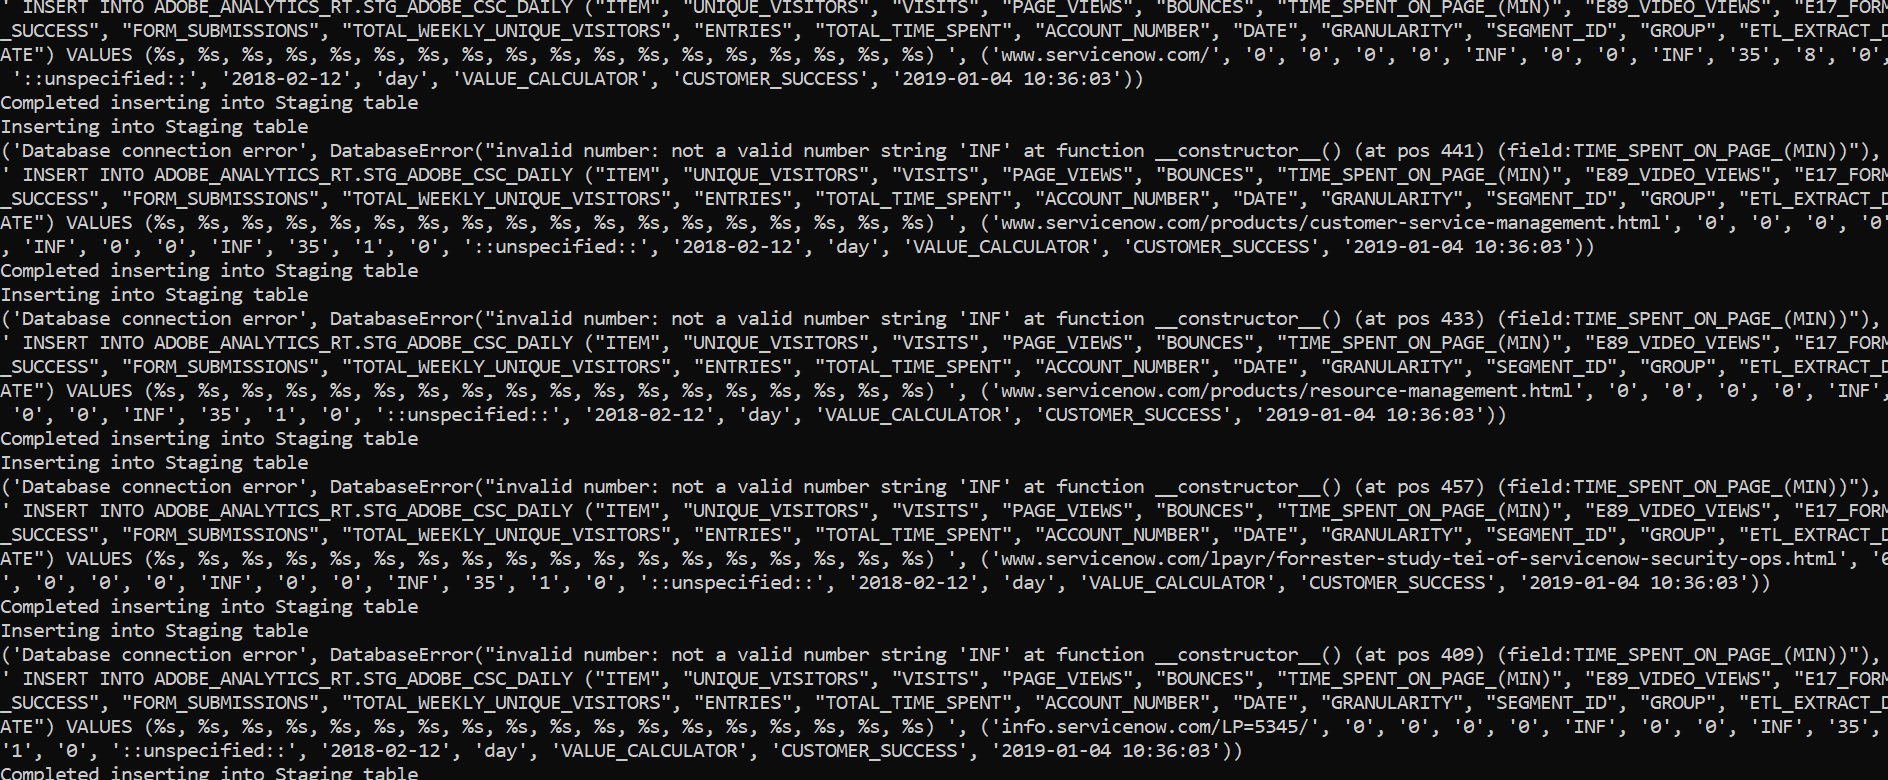 ' INSERT INTO ADOBE_ANALYTICS_RT.STG_ADOBE_CSC_DAILY ("ITEM", "UNIQUE_VISITORS", "VISITS", "PAGE_VIEWS", "BOUNCES", "TIME_SPENT_ON_PAGE_(MIN)", "E89_VIDEO_VIEWS", "E17_FORM
_SUCCESS", "FORM_SUBMISSIONS", "TOTAL_WEEKLY_UNIQUE_VISITORS", "ENTRIES", "TOTAL_TIME_SPENT", "ACCOUNT_NUMBER", "DATE", "GRANULARITY", "SEGMENT_ID", "GROUP", "ETL_EXTRACT_D
ATE") VALUES (%s, %s, %s, %s, %s, %s, %s, %s, %s, %s, %s, %s, %s, %s, %s, %s, %s, %s) ', ('www.servicenow.com/', '0', '0', '0', '0', 'INF', '0', '0', 'INF', '35', '8', '0',
'::unspecified::', '2018-02-12', 'day', 'VALUE_CALCULATOR', 'CUSTOMER_SUCCESS', '2019-01-04 10:36:03'))
Completed inserting into Staging table
Inserting into Staging table
('Database connection error', DatabaseError("invalid number: not a valid number string 'INF' at function __constructor__() (at pos 441) (field:TIME_SPENT_ON_PAGE_(MIN))"),
' INSERT INTO ADOBE_ANALYTICS_RT.STG_ADOBE_CSC_DAILY ("ITEM", "UNIQUE_VISITORS", "VISITS", "PAGE_VIEWS", "BOUNCES", "TIME_SPENT_ON_PAGE_(MIN)", "E89_VIDEO_VIEWS", "E17_FORM
_SUCCESS", "FORM_SUBMISSIONS", "TOTAL_WEEKLY_UNIQUE_VISITORS", "ENTRIES", "TOTAL_TIME_SPENT", "ACCOUNT_NUMBER", "DATE", "GRANULARITY", "SEGMENT_ID", "GROUP", "ETL_EXTRACT_D
ATE") VALUES (%s, %s, %s, %s, %s, %s, %s, %s, %s, %s, %s, %s, %s, %s, %s, %s, %s, %s) ', ('www.servicenow.com/products/customer-service-management.html', '0', '0', '0', '0'
, 'INF', '0', '0', 'INF', '35', '1', '0', '::unspecified::', '2018-02-12', 'day', 'VALUE_CALCULATOR', 'CUSTOMER_SUCCESS', '2019-01-04 10:36:03'))
Completed inserting into Staging table
Inserting into Staging table
('Database connection error', DatabaseError("invalid number: not a valid number string 'INF' at function __constructor__() (at pos 433) (field:TIME_SPENT_ON_PAGE_(MIN))"),
' INSERT INTO ADOBE_ANALYTICS_RT.STG_ADOBE_CSC_DAILY ("ITEM", "UNIQUE_VISITORS", "VISITS", "PAGE_VIEWS", "BOUNCES", "TIME_SPENT_ON_PAGE_(MIN)", "E89_VIDEO_VIEWS", "E17_FORM
_SUCCESS", "FORM_SUBMISSIONS", "TOTAL_WEEKLY_UNIQUE_VISITORS", "ENTRIES", "TOTAL_TIME_SPENT", "ACCOUNT_NUMBER", "DATE", "GRANULARITY", "SEGMENT_ID", "GROUP", "ETL_EXTRACT_D
ATE") VALUES (%s, %s, %s, %s, %s, %s, %s, %s, %s, %s, %s, %s, %s, %s, %s, %s, %s, %s) ', ('www.servicenow.com/products/resource-management.html', '0', '0', '0', '0', 'INF',
'0', '0', 'INF', '35', '1', '0', '::unspecified::', '2018-02-12', 'day', 'VALUE_CALCULATOR', 'CUSTOMER_SUCCESS', '2019-01-04 10:36:03'))
Completed inserting into Staging table
Inserting into Staging table
('Database connection error', DatabaseError("invalid number: not a valid number string 'INF' at function __constructor__() (at pos 457) (field:TIME_SPENT_ON_PAGE_(MIN))"),
' INSERT INTO ADOBE_ANALYTICS_RT.STG_ADOBE_CSC_DAILY ("ITEM", "UNIQUE_VISITORS", "VISITS", "PAGE_VIEWS", "BOUNCES", "TIME_SPENT_ON_PAGE_(MIN)", "E89_VIDEO_VIEWS", "E17_FORM
_SUCCESS", "FORM_SUBMISSIONS", "TOTAL_WEEKLY_UNIQUE_VISITORS", "ENTRIES", "TOTAL_TIME_SPENT", "ACCOUNT_NUMBER", "DATE", "GRANULARITY", "SEGMENT_ID", "GROUP", "ETL_EXTRACT_D
ATE") VALUES (%s, %s, %s, %s, %s, %s, %s, %s, %s, %s, %s, %s, %s, %s, %s, %s, %s, %s) ', ('www.servicenow.com/lpayr/forrester-study-tei-of-servicenow-security-ops.html', '0
', '0', '0', '0', 'INF', '0', '0', 'INF', '35', '1', '0', '::unspecified::', '2018-02-12', 'day', 'VALUE_CALCULATOR', 'CUSTOMER_SUCCESS', '2019-01-04 10:36:03'))
Completed inserting into Staging table
Inserting into Staging table
('Database connection error', DatabaseError("invalid number: not a valid number string 'INF' at function __constructor__() (at pos 409) (field:TIME_SPENT_ON_PAGE_(MIN))"),
' INSERT INTO ADOBE_ANALYTICS_RT.STG_ADOBE_CSC_DAILY ("ITEM", "UNIQUE_VISITORS", "VISITS", "PAGE_VIEWS", "BOUNCES", "TIME_SPENT_ON_PAGE_(MIN)", "E89_VIDEO_VIEWS", "E17_FORM
_SUCCESS", "FORM_SUBMISSIONS", "TOTAL_WEEKLY_UNIQUE_VISITORS", "ENTRIES", "TOTAL_TIME_SPENT", "ACCOUNT_NUMBER", "DATE", "GRANULARITY", "SEGMENT_ID", "GROUP", "ETL_EXTRACT_D
ATE") VALUES (%s, %s, %s, %s, %s, %s, %s, %s, %s, %s, %s, %s, %s, %s, %s, %s, %s, %s) ', ('info.servicenow.com/LP=5345/', '0', '0', '0', '0', 'INF', '0', '0', 'INF', '35',
'1', '0', '::unspecified::', '2018-02-12', 'day', 'VALUE_CALCULATOR', 'CUSTOMER_SUCCESS', '2019-01-04 10:36:03'))
Completed inserting into Staging table